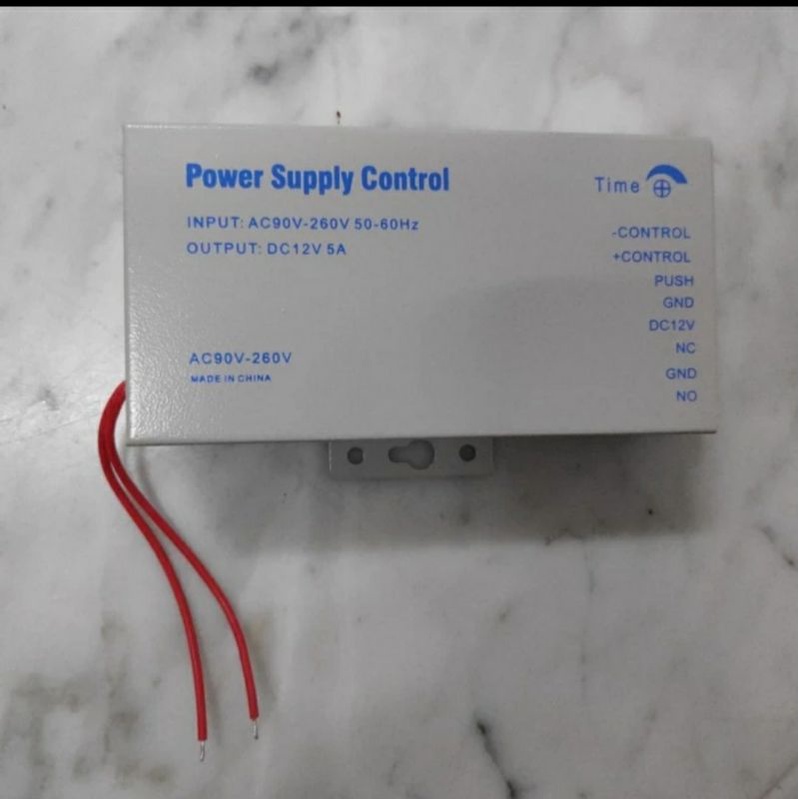 Power Supply Control
INPUT: AC90V-260V 50-60Hz
OUTPUT: DC12V 5A
AC90V-260V
MADE IN CHINA
Time
-CONTROL
+CONTROL
PUSH
GND
DC12V
NC
GND
NO